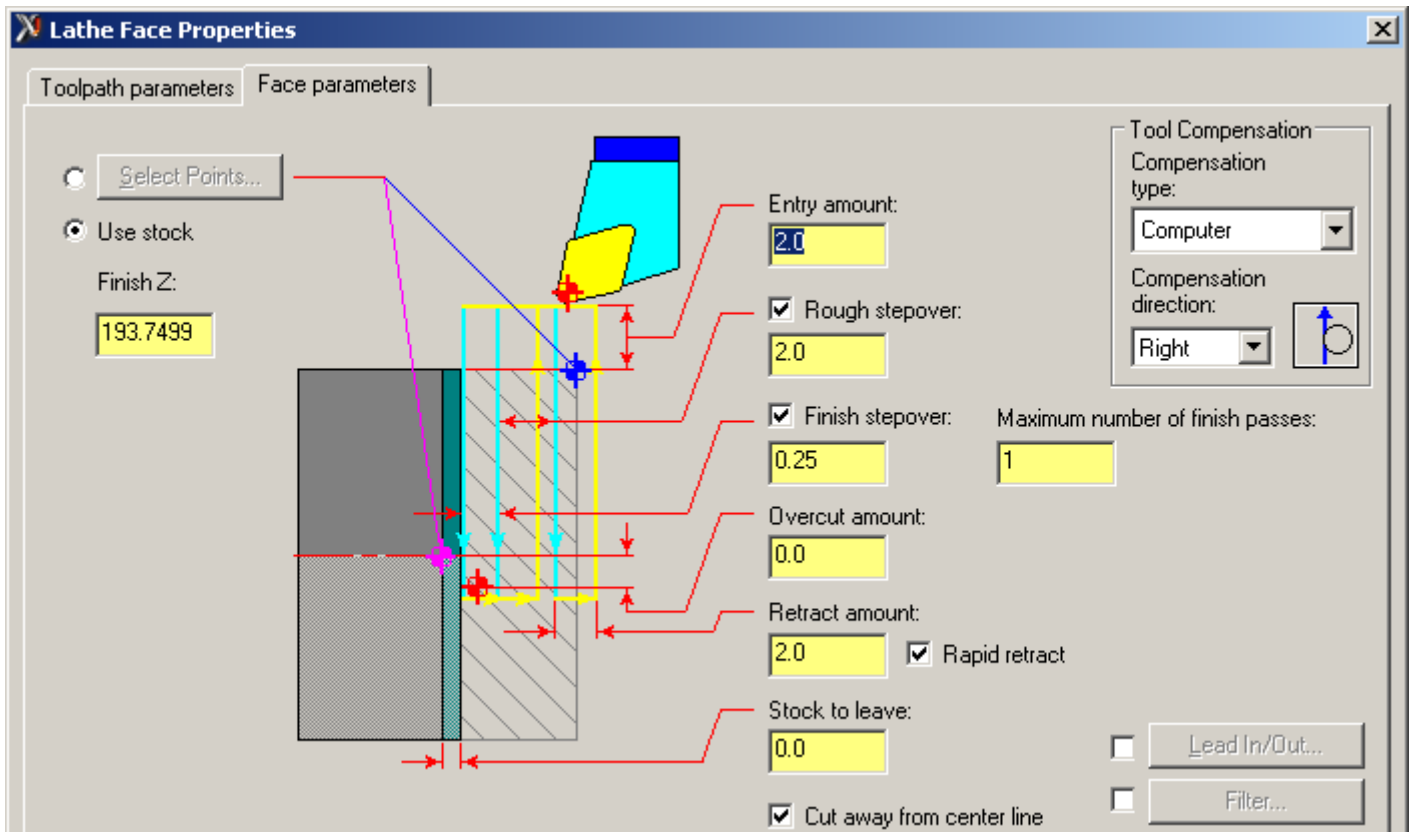 Lathe Face Properties
Toolpath parameters
Face parameters
Select Points...
Use stock
Finish Z:
193.7499
Entry amount:
2.0
Rough stepover:
2.0
Finish stepover:
0.25
Maximum number of finish passes:
1
Overcut amount:
0.0
Retract amount:
2.0
Rapid retract
Stock to leave:
0.0
Cut away from center line
Tool Compensation
Compensation
type:
Computer
Compensation
direction:
Right
Lead In/Out...
Filter...